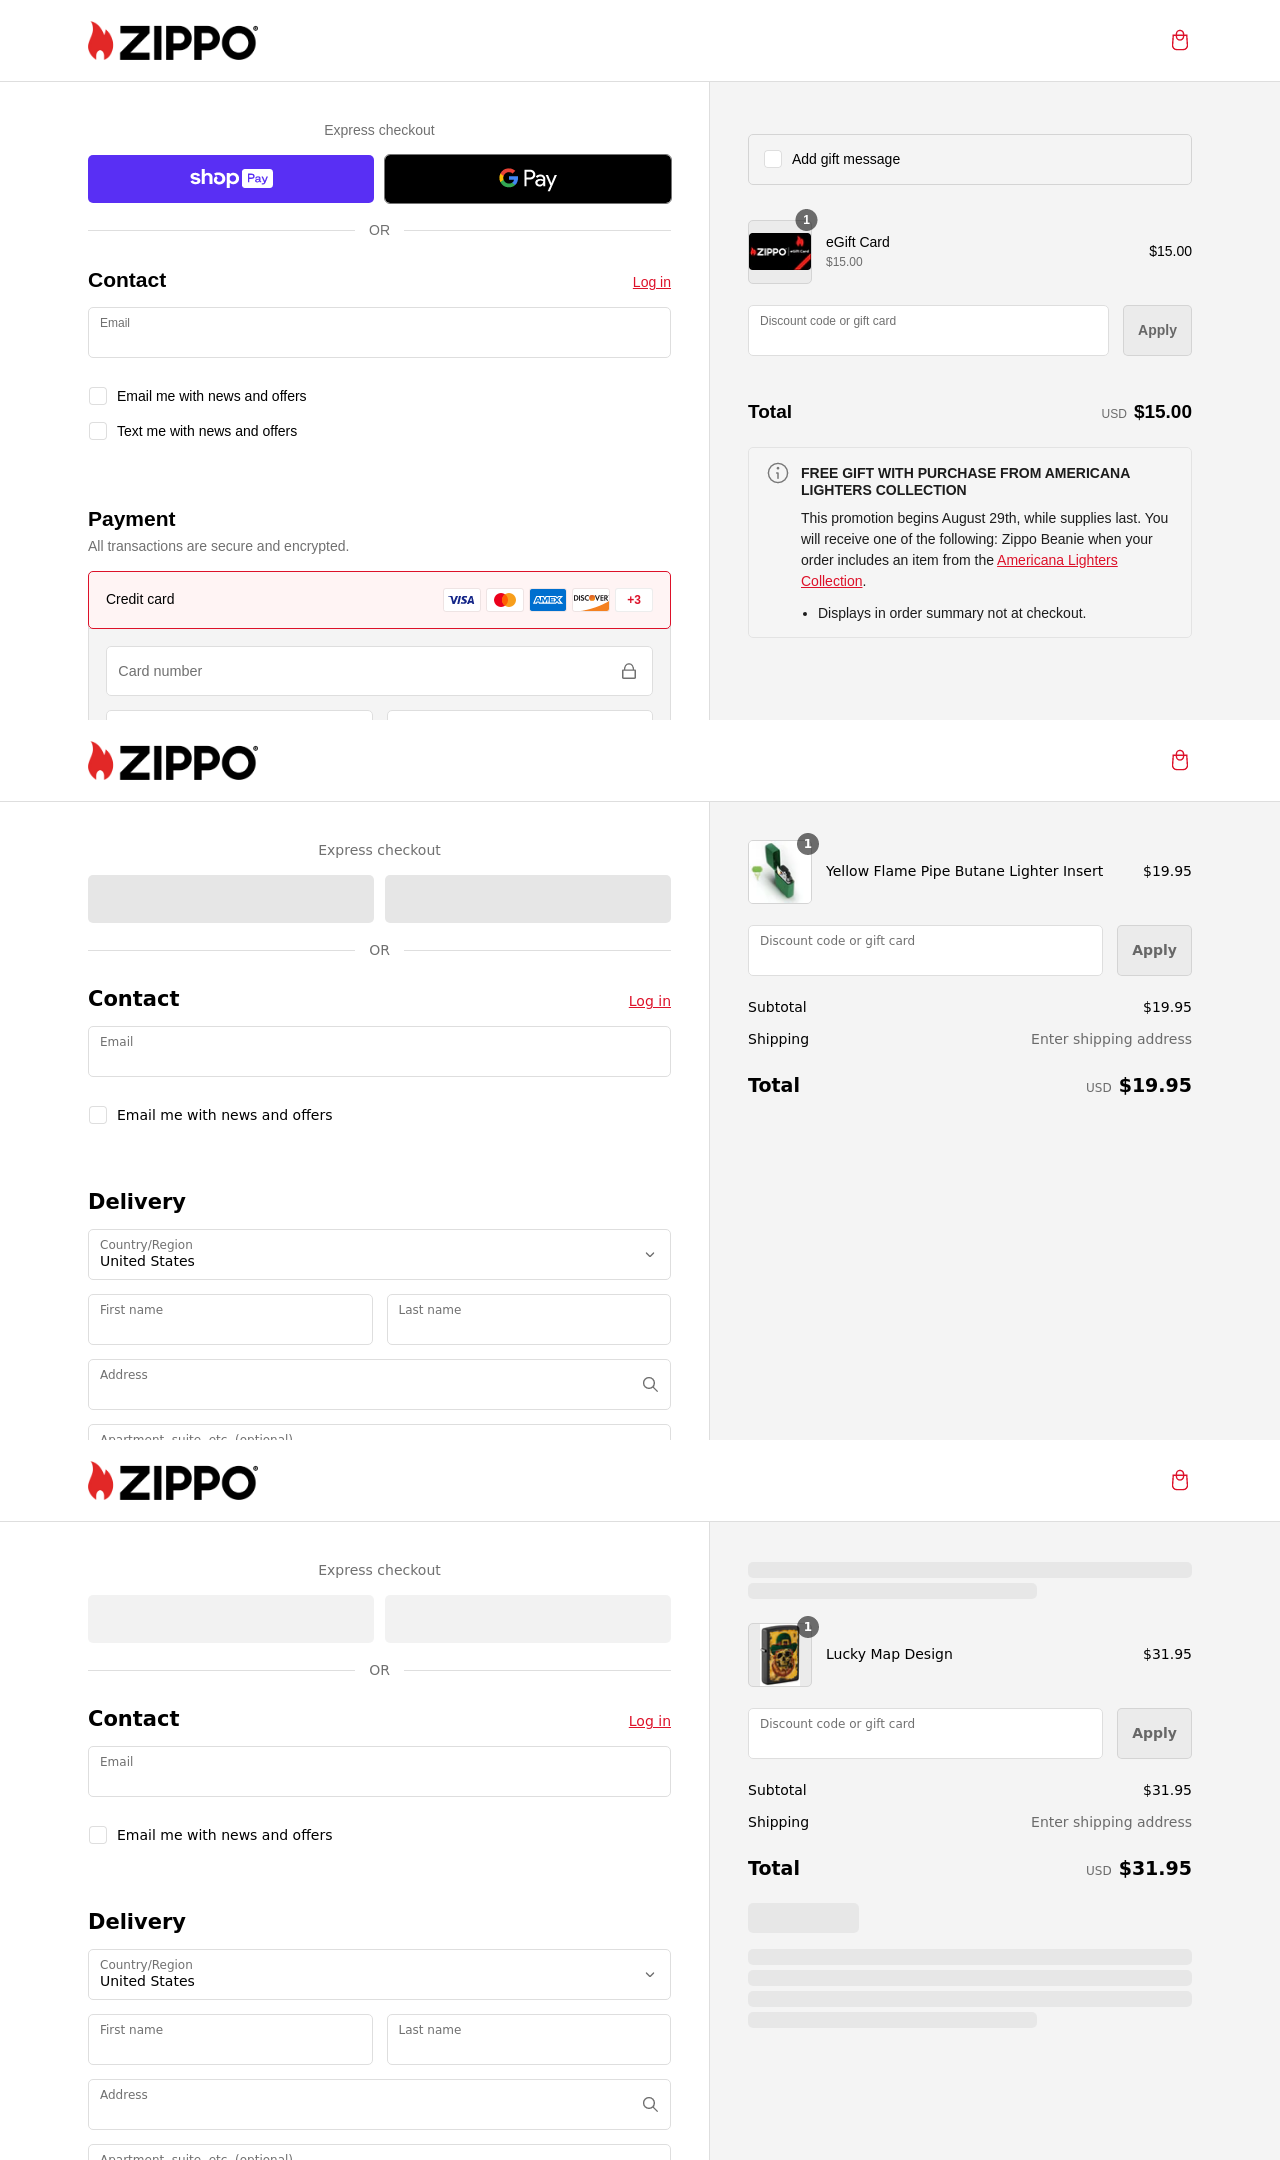 ZIPPO®
Express checkout
shop Pay
G Pay
OR
Contact
Log in
Email
Email me with news and offers
Text me with news and offers
Payment
All transactions are secure and encrypted.
Credit card
VISA
AMEX
DISCOVER
+3
Card number
Add gift message
1
ZIPPO eGift Card
eGift Card
$15.00
$15.00
Discount code or gift card
Apply
Total
USD $15.00
FREE GIFT WITH PURCHASE FROM AMERICANA
LIGHTERS COLLECTION
This promotion begins August 29th, while supplies last. You
will receive one of the following: Zippo Beanie when your
order includes an item from the Americana Lighters
Collection.
• Displays in order summary not at checkout.
ZIPPO®
Express checkout
OR
Contact
Log in
Email
Email me with news and offers
Delivery
Country/Region
United States
First name
Last name
Address
Apartment, suite, etc. (optional)
1
Yellow Flame Pipe Butane Lighter Insert
$19.95
Discount code or gift card
Apply
Subtotal
$19.95
Shipping
Enter shipping address
Total
USD $19.95
ZIPPO®
Express checkout
OR
Contact
Log in
Email
Email me with news and offers
Delivery
Country/Region
United States
First name
Last name
Address
Apartment, suite, etc. (optional)
1
Lucky Map Design
$31.95
Discount code or gift card
Apply
Subtotal
$31.95
Shipping
Enter shipping address
Total
USD $31.95